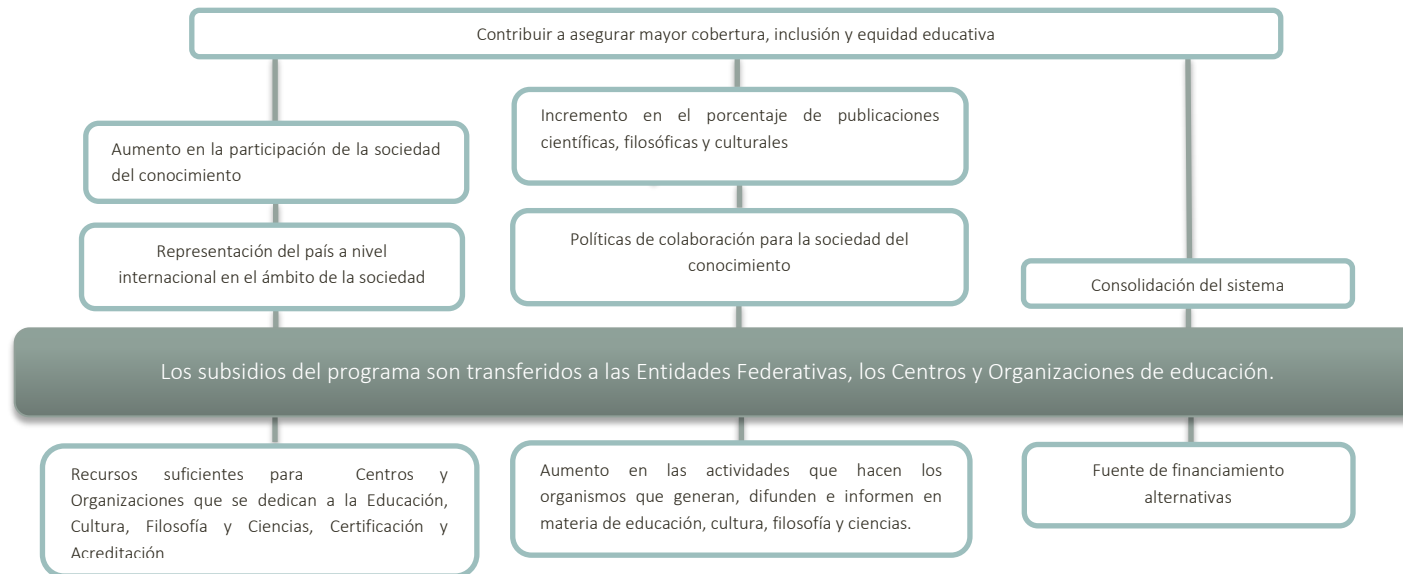 Contribuir a asegurar mayor cobertura, inclusión y equidad educativa
Incremento en el porcentaje de publicaciones
científicas, filosóficas y culturales
Aumento en la participación de la sociedad
del conocimiento
Representación del país a nivel
internacional en el ámbito de la sociedad
Políticas de colaboración para la sociedad del
conocimiento
Consolidación del sistema
Los subsidios del programa son transferidos a las Entidades Federativas, los Centros y Organizaciones de educación.
Recursos suficientes para Centros y
Organizaciones que se dedican a la Educación,
Cultura, Filosofía y Ciencias, Certificación y
Acreditación
Aumento en las actividades que hacen los
organismos que generan, difunden e informen en
materia de educación, cultura, filosofía y ciencias.
Fuente de financiamiento
alternativas